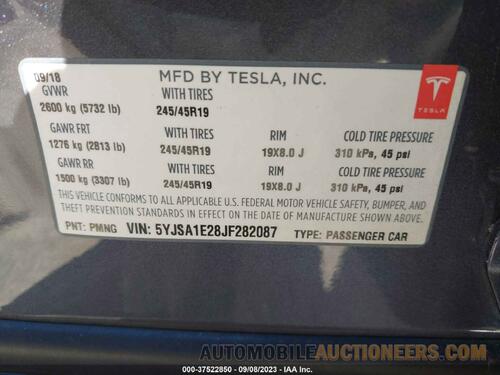 09/18 MFD BY TESLA, INC.
GVWR WITH TIRES
2600 kg (5732 lb) 245/45R19
TESLA
GAWR FRT WITH TIRES RIM COLD TIRE PRESSURE
1276 kg (2813 lb) 245/45R19 19X8.0 J 310 kPa, 45 psi
GAWR RR WITH TIRES RIM COLD TIRE PRESSURE
1500 kg (3307 lb) 245/45R19 19X8.0 J 310 kPa, 45 psi
THIS VEHICLE CONFORMS TO ALL APPLICABLE U.S. FEDERAL MOTOR VEHICLE SAFETY, BUMPER, AND
THEFT PREVENTION STANDARDS IN EFFECT ON THE DATE OF MANUFACTURE SHOWN ABOVE.
PNT: PMNG VIN: 5YJSA1E28JF282087 TYPE: PASSENGER CAR
AUTOMOBILEAUCTIONEERS.COM
000-37522850 - 09/08/2023 - IAA Inc.